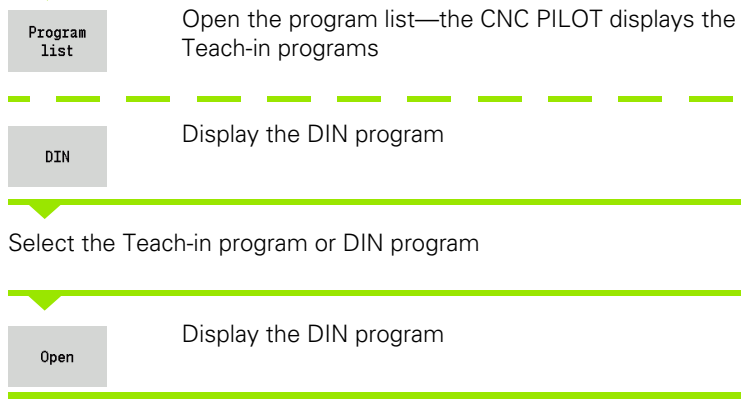 Program
list
Open the program list—the CNC PILOT displays the
Teach-in programs
DIN
Display the DIN program
Select the Teach-in program or DIN program
Open
Display the DIN program